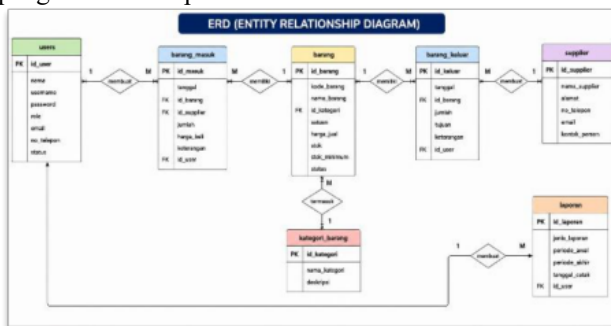 ERD (ENTITY RELATIONSHIP DIAGRAM)
users
PK id_user
nama
username
password
role
email
no_telepon
status
1
membuat
M
barang_masuk
PK id_masuk
tanggal
FK id_barang
FK id_supplier
jumlah
harga_beli
keterangan
FK id_user
M
memiliki
1
barang
PK id_barang
kode_barang
nama_barang
FK id_kategori
satuan
harga_jual
stok
stok_minimum
status
1
memiliki
M
barang_keluar
PK id_keluar
tanggal
FK id_barang
jumlah
tujuan
keterangan
FK id_user
M
membuat
1
supplier
PK id_supplier
nama_supplier
alamat
no_telepon
email
kontak_person
M
termasuk
1
kategori_barang
PK id_kategori
nama_kategori
deskripsi
1
membuat
M
laporan
PK id_laporan
jenis_laporan
periode_awal
periode_akhir
tanggal_cetak
FK id_user